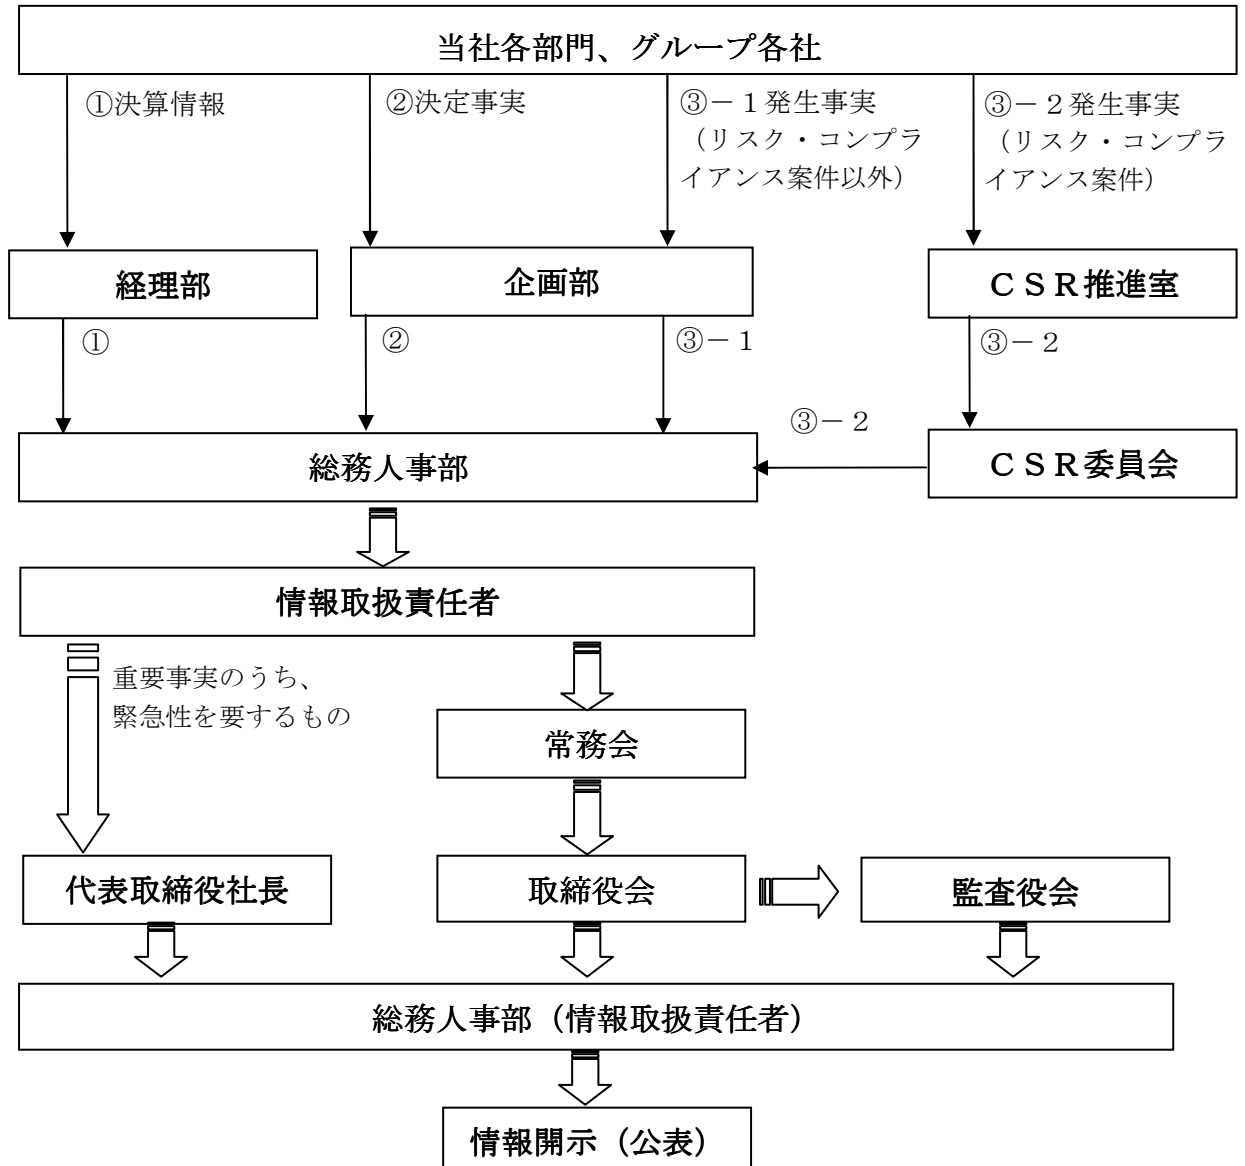 当社各部門、グループ各社
①決算情報
②決定事実
③－１発生事実
（リスク・コンプラ
イアンス案件以外）
③－２発生事実
（リスク・コンプラ
イアンス案件）
経理部
企画部
ＣＳＲ推進室
①
②
③－１
③－２
③－２
総務人事部
ＣＳＲ委員会
情報取扱責任者
重要事実のうち、
緊急性を要するもの
常務会
代表取締役社長
取締役会
監査役会
総務人事部（情報取扱責任者）
情報開示（公表）